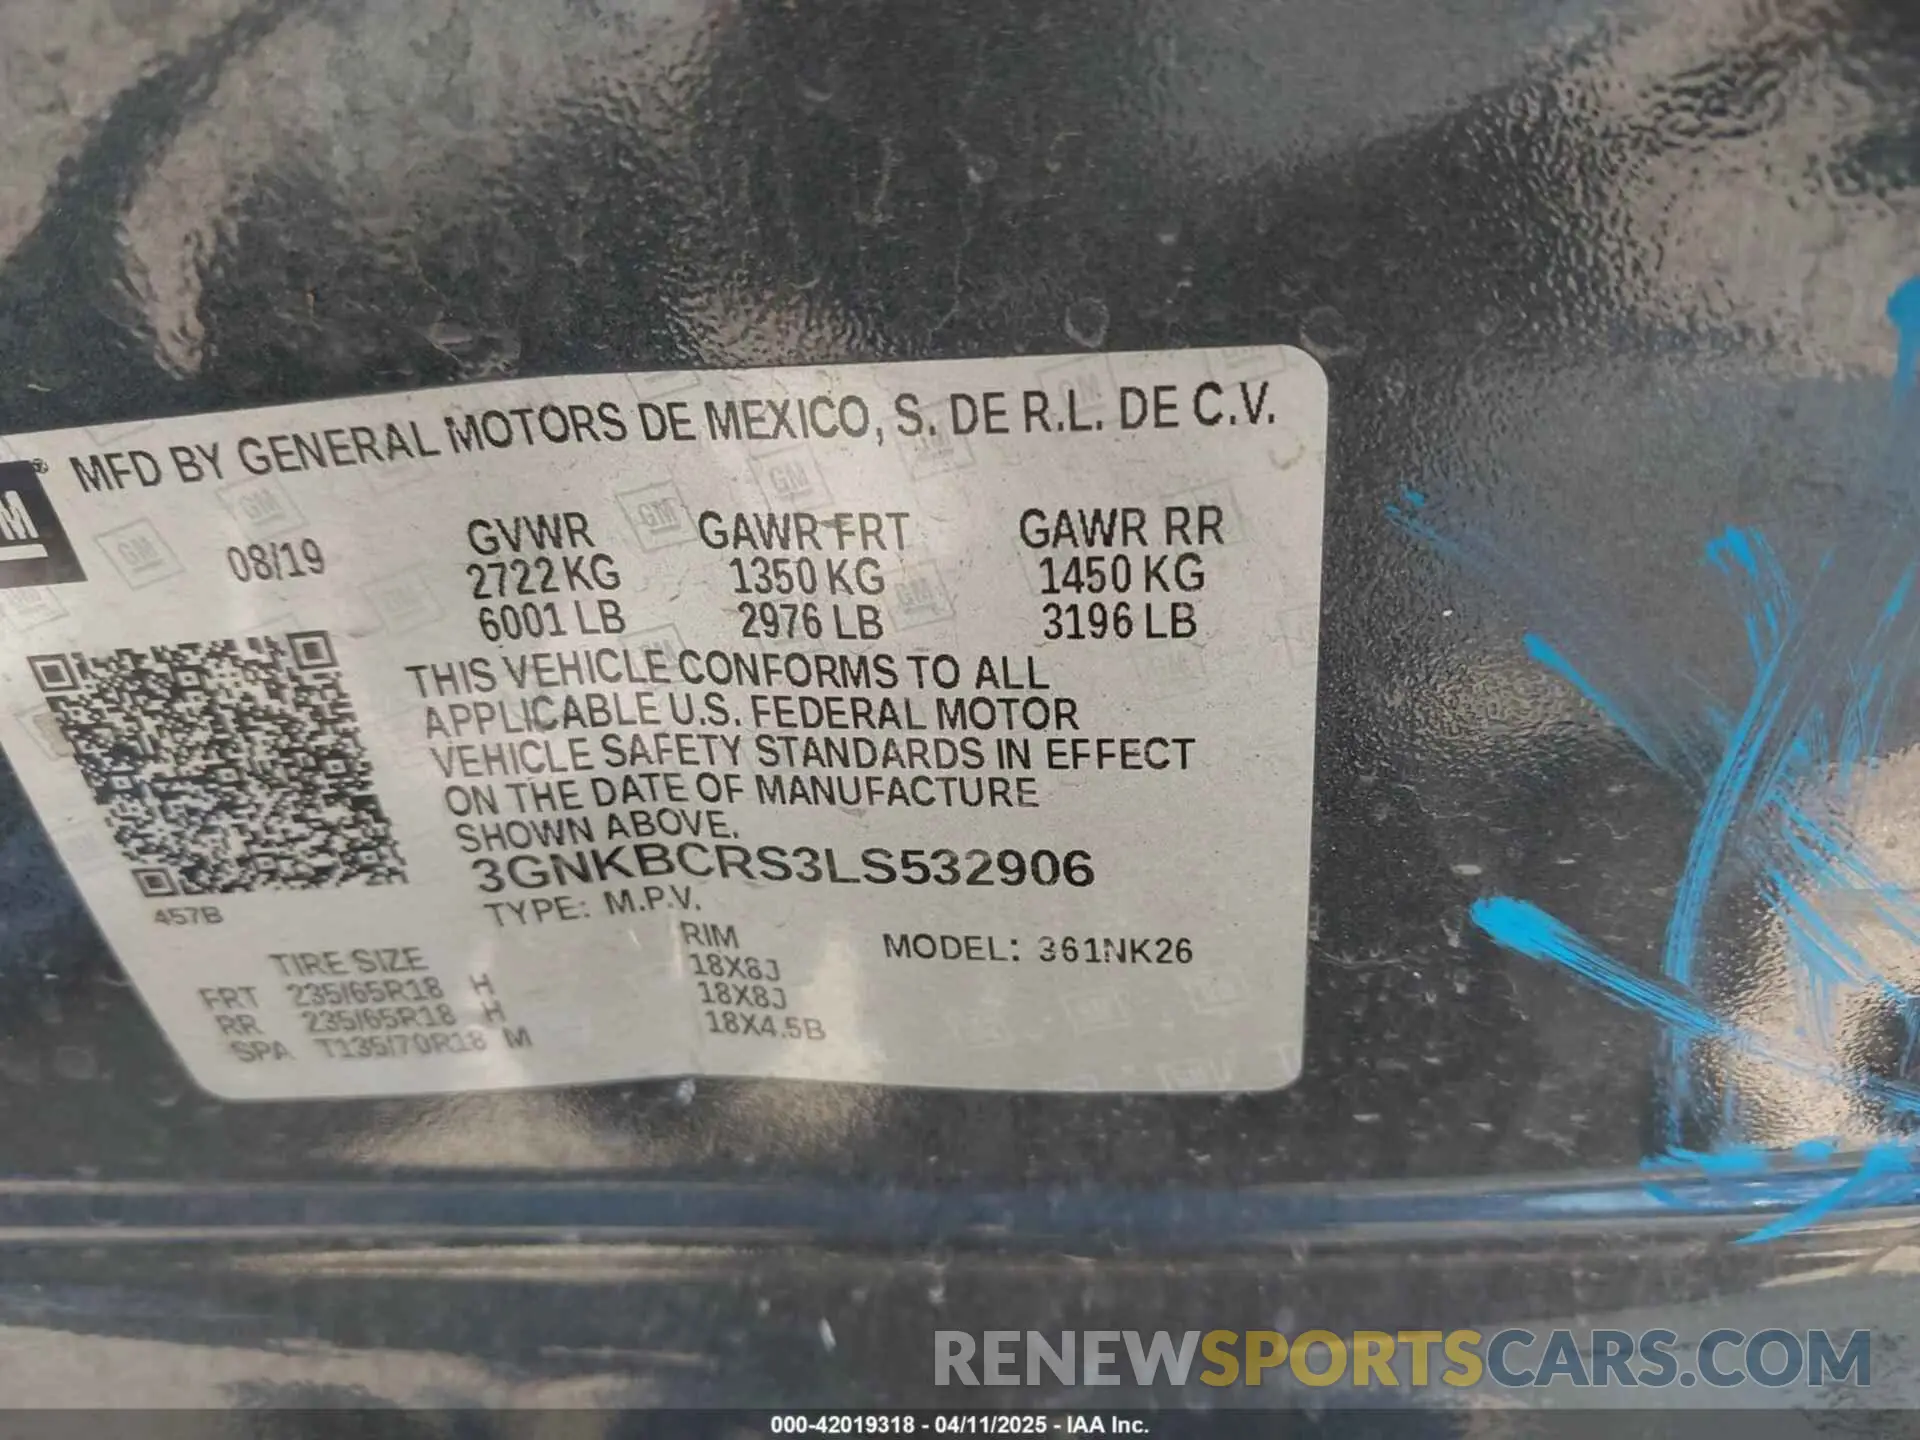 MFD BY GENERAL MOTORS DE MEXICO, S. DE R.L. DE C.V.
08/19
GVWR GAWR FRT GAWR RR
2722 KG 1350 KG 1450 KG
6001 LB 2976 LB 3196 LB
THIS VEHICLE CONFORMS TO ALL
APPLICABLE U.S. FEDERAL MOTOR
VEHICLE SAFETY STANDARDS IN EFFECT
ON THE DATE OF MANUFACTURE
SHOWN ABOVE.
3GNKBCRS3LS532906
457B
TYPE: M.P.V.
MODEL: 361NK26
TIRE SIZE RIM
FRT 235/65R18 H 18X8J
RR 235/65R18 H 18X8J
SPA T135/70R18 M 18X4.5B
RENEWSPORTSCARS.COM
000-42019318 - 04/11/2025 - IAA Inc.